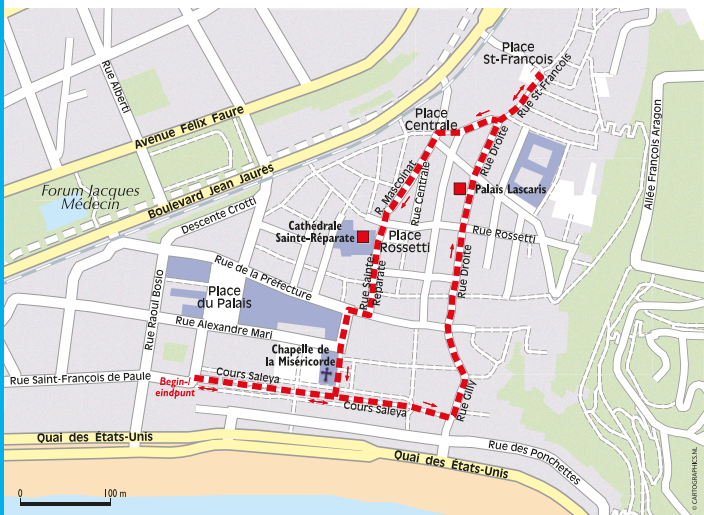 Place
St-François
Rue St-François
Rue Alberti
Avenue Félix Faure
Place
Centrale
Allée François Aragon
Boulevard Jean Jaurès
Rue Droite
R. Mascoinat
Rue Centrale
Palais Lascaris
Forum Jacques
Médecin
Descente Crotti
Cathédrale
Sainte-Réparate
Place
Rossetti
Rue Rossetti
Rue de la Préfecture
Rue Sainte
Réparate
Rue Droite
Rue Raoul Bosio
Place
du Palais
Rue Alexandre Mari
Chapelle de
la Miséricorde
Rue Saint-François de Paule
Begin-/
eindpunt
Cours Saleya
Cours Saleya
Rue Gilly
Quai des États-Unis
Quai des États-Unis
Rue des Ponchettes
0 100 m
© CARTOGRAPHICS.NL